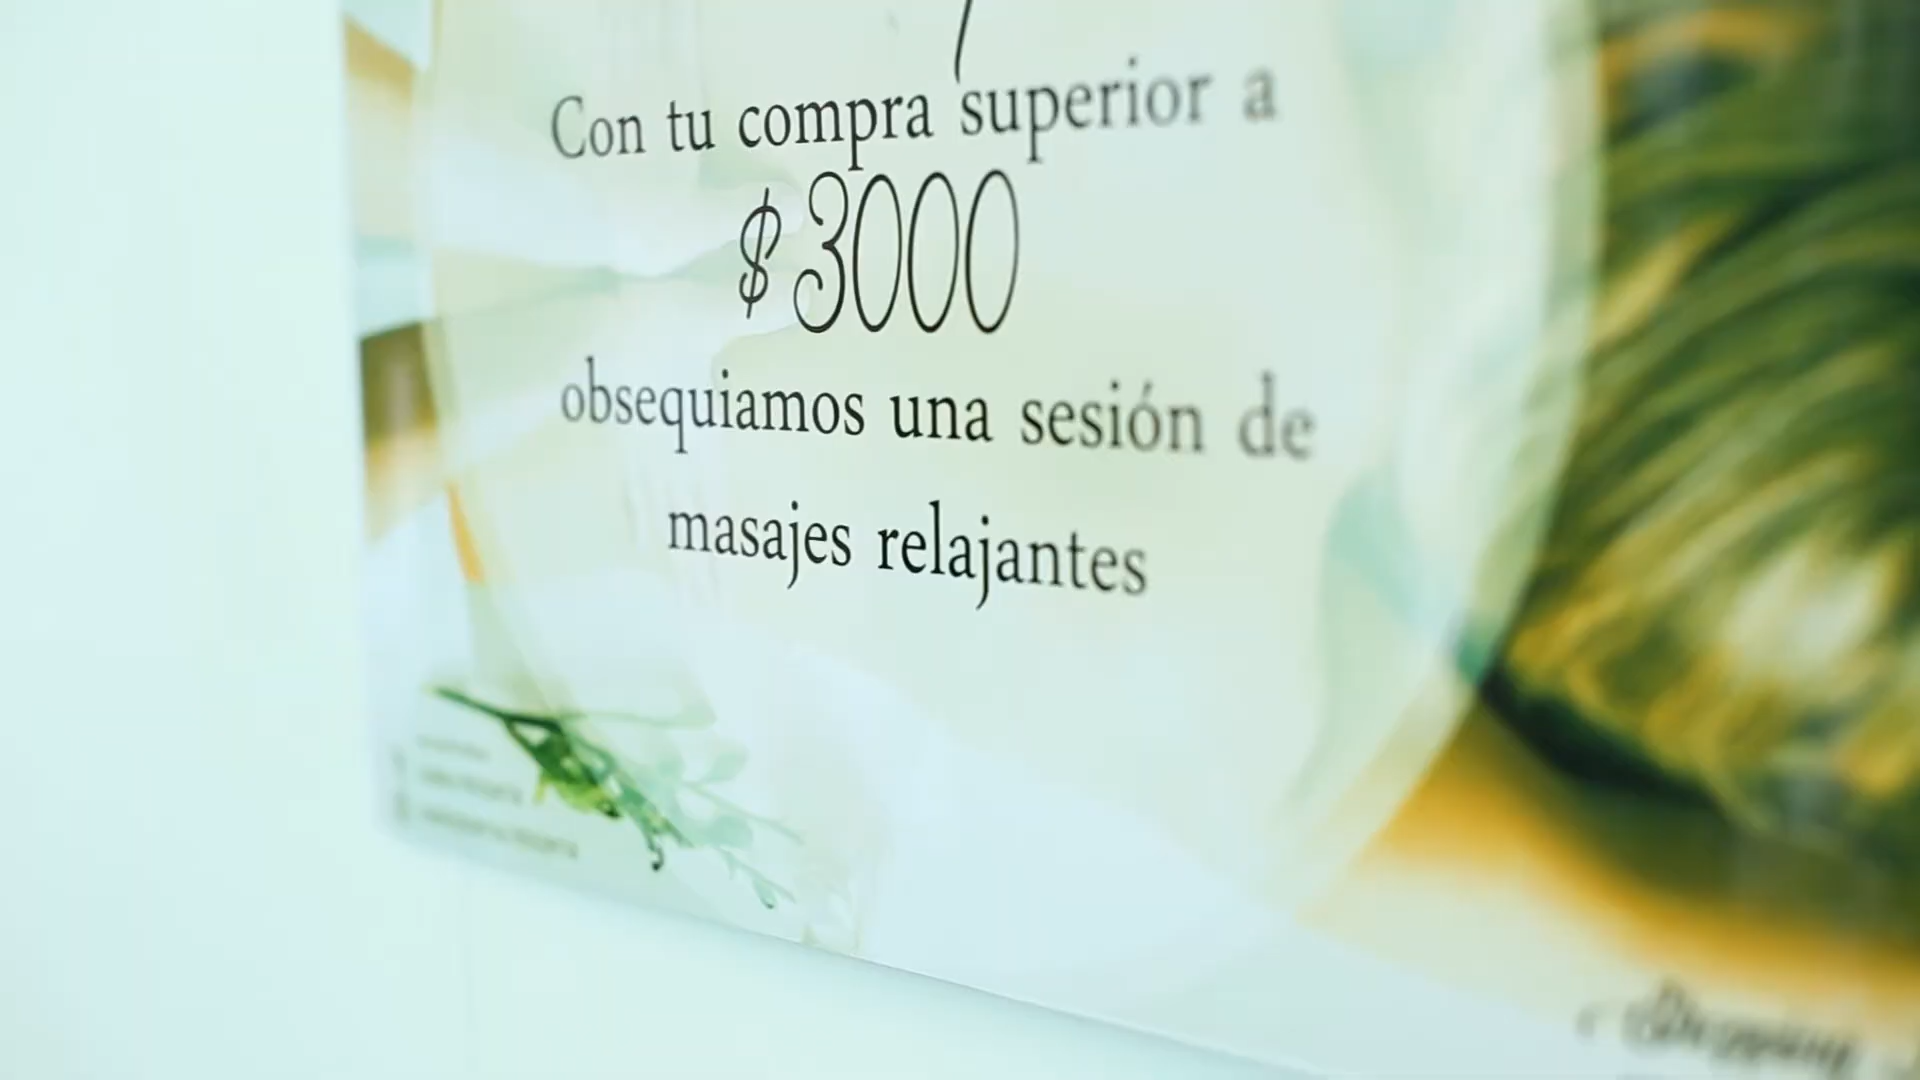 Con tu compra superior a
$3000
obsequiamos una sesión de
masajes relajantes